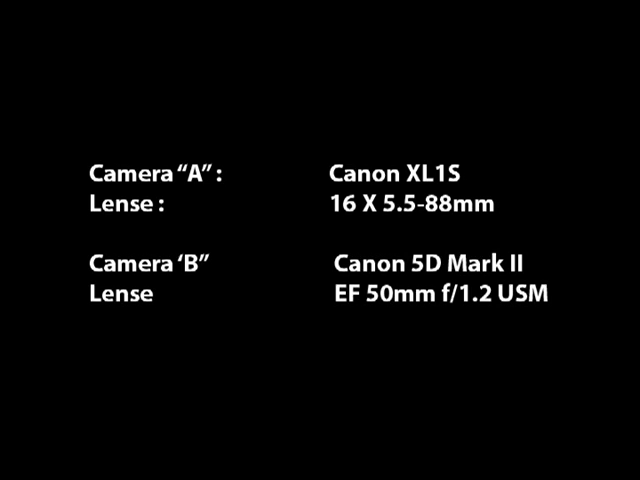 Camera “A” : Canon XL1S
Lense : 16 X 5.5-88mm
Camera ‘B” Canon 5D Mark II
Lense EF 50mm f/1.2 USM